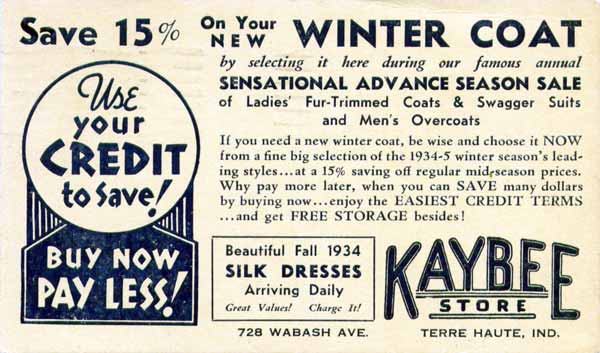 Save 15% On Your NEW WINTER COAT
by selecting it here during our famous annual
SENSATIONAL ADVANCE SEASON SALE
of Ladies' Fur-Trimmed Coats & Swagger Suits
and Men's Overcoats
If you need a new winter coat, be wise and choose it NOW
from a fine big selection of the 1934-5 winter season's lead-
ing styles...at a 15% saving off regular mid-season prices.
Why pay more later, when you can SAVE many dollars
by buying now...enjoy the EASIEST CREDIT TERMS
...and get FREE STORAGE besides!
Use
your
CREDIT
to Save!
BUY NOW
PAY LESS!
Beautiful Fall 1934
SILK DRESSES
Arriving Daily
Great Values! Charge It!
KAYBEE
STORE
728 WABASH AVE. TERRE HAUTE, IND.